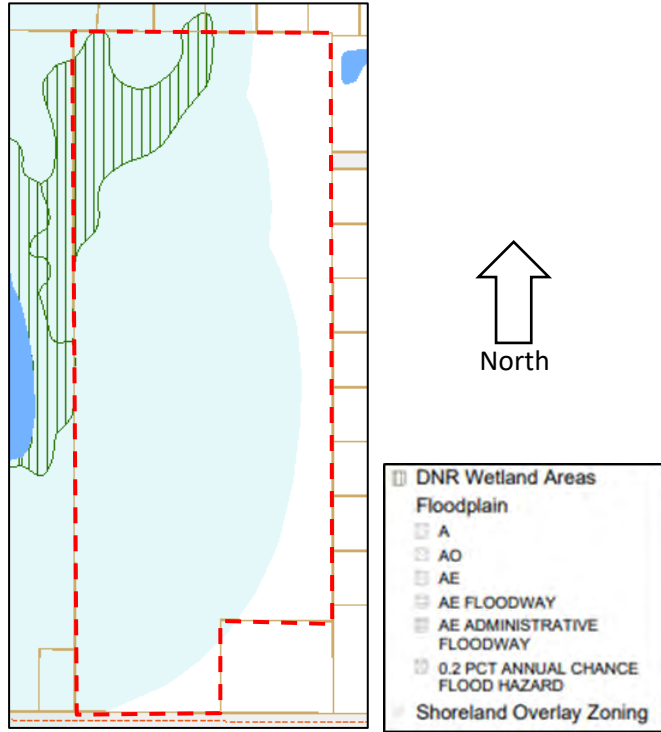 North
DNR Wetland Areas
Floodplain
A
AO
AE
AE FLOODWAY
AE ADMINISTRATIVE
FLOODWAY
0.2 PCT ANNUAL CHANCE
FLOOD HAZARD
Shoreland Overlay Zoning